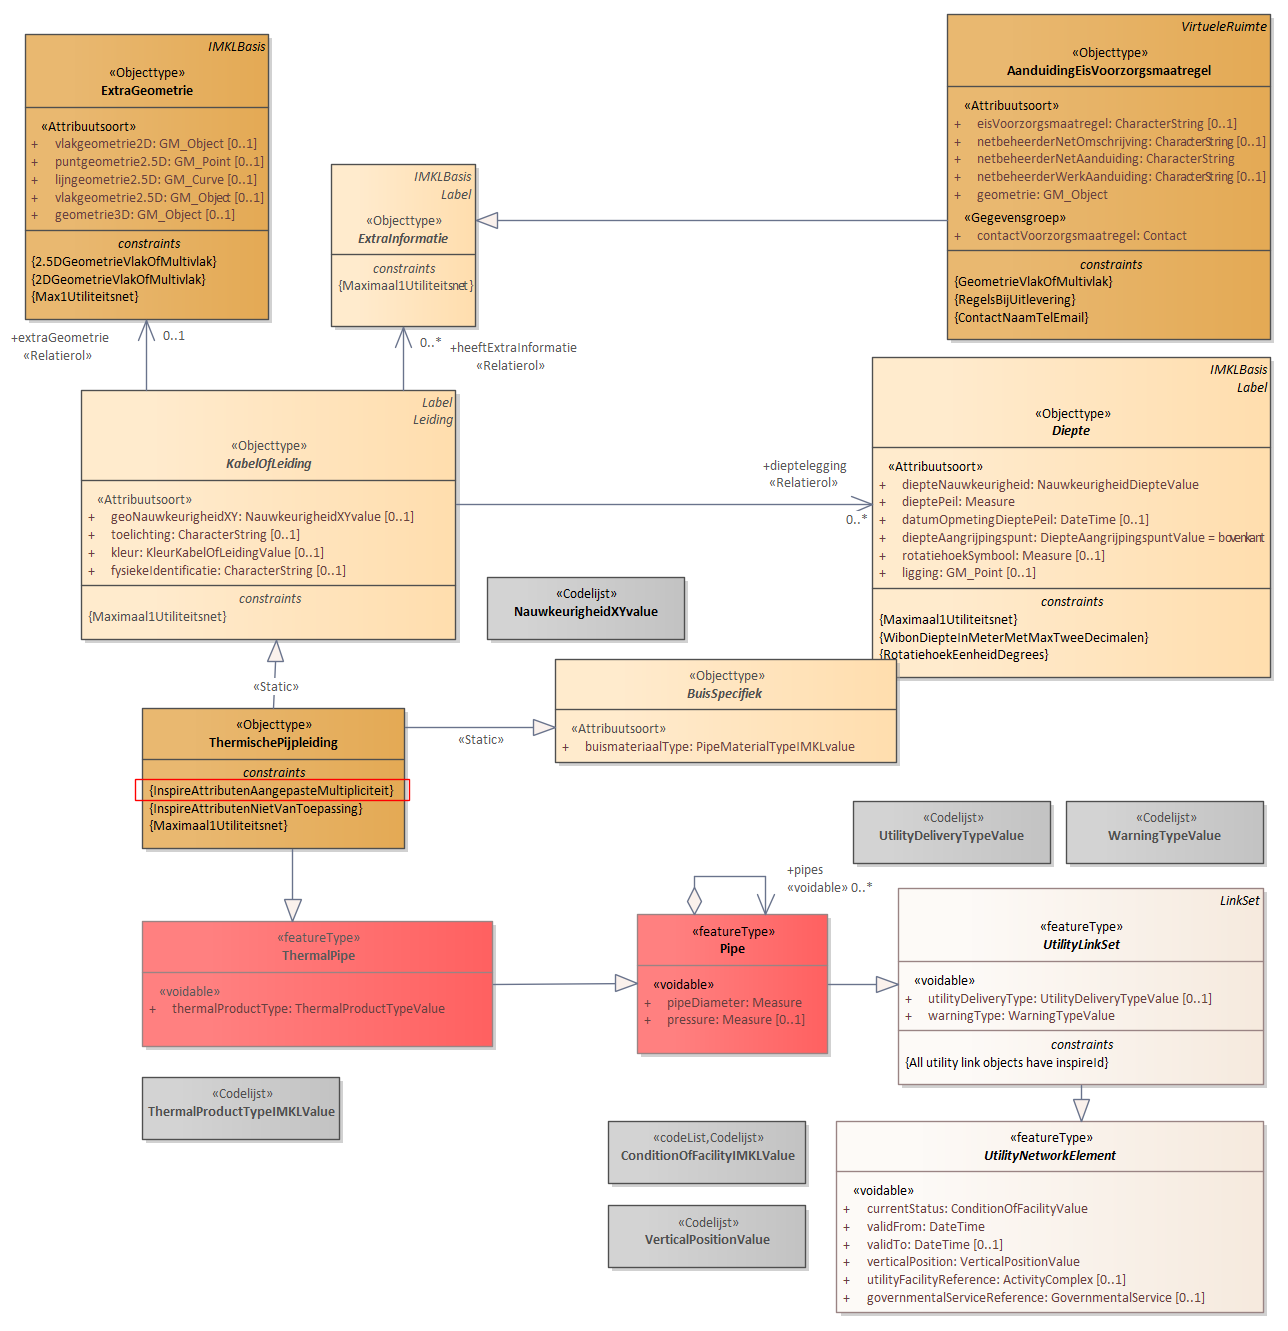 IMKLBasis
«Objecttype»
ExtraGeometrie
«Attribuutsoort»
+ vlakgeometrie2D: GM_Object [0..1]
+ puntgeometrie2.5D: GM_Point [0..1]
+ lijngeometrie2.5D: GM_Curve [0..1]
+ vlakgeometrie2.5D: GM_Object [0..1]
+ geometrie3D: GM_Object [0..1]
constraints
{2.5DGeometrieVlakOfMultivlak}
{2DGeometrieVlakOfMultivlak}
{Max1Utiliteitsnet}
VirtueleRuimte
«Objecttype»
AanduidingEisVoorzorgsmaatregel
«Attribuutsoort»
+ eisVoorzorgsmaatregel: CharacterString [0..1]
+ netbeheerderNetOmschrijving: CharacterString [0..1]
+ netbeheerderNetAanduiding: CharacterString
+ netbeheerderWerkAanduiding: CharacterString [0..1]
+ geometrie: GM_Object
«Gegevensgroep»
+ contactVoorzorgsmaatregel: Contact
constraints
{GeometrieVlakOfMultivlak}
{RegelsBijUitlevering}
{ContactNaamTelEmail}
IMKLBasis
Label
«Objecttype»
ExtraInformatie
constraints
{Maximaal1Utiliteitsnet}
+extraGeometrie
«Relatierol»
0..1
0..*
+heeftExtraInformatie
«Relatierol»
Label
Leiding
«Objecttype»
KabelOfLeiding
«Attribuutsoort»
+ geoNauwkeurigheidXY: NauwkeurigheidXYvalue [0..1]
+ toelichting: CharacterString [0..1]
+ kleur: KleurKabelOfLeidingValue [0..1]
+ fysiekeIdentificatie: CharacterString [0..1]
constraints
{Maximaal1Utiliteitsnet}
+dieptelegging
«Relatierol»
0..*
IMKLBasis
Label
«Objecttype»
Diepte
«Attribuutsoort»
+ diepteNauwkeurigheid: NauwkeurigheidDiepteValue
+ dieptePeil: Measure
+ datumOpmetingDieptePeil: DateTime [0..1]
+ diepteAangrijpingspunt: DiepteAangrijpingspuntValue = bovenkant
+ rotatiehoekSymbool: Measure [0..1]
+ ligging: GM_Point [0..1]
constraints
{Maximaal1Utiliteitsnet}
{WibonDiepteInMeterMetMaxTweeDecimalen}
{RotatiehoekEenheidDegrees}
«Codelijst»
NauwkeurigheidXYvalue
«Static»
«Objecttype»
BuisSpecifiek
«Attribuutsoort»
+ buismateriaalType: PipeMaterialTypeIMKLvalue
«Static»
«Objecttype»
ThermischePijpleiding
constraints
{InspireAttributenAangepasteMultipliciteit}
{InspireAttributenNietVanToepassing}
{Maximaal1Utiliteitsnet}
«Codelijst»
UtilityDeliveryTypeValue
«Codelijst»
WarningTypeValue
+pipes
«voidable» 0..*
«featureType»
ThermalPipe
«voidable»
+ thermalProductType: ThermalProductTypeValue
«featureType»
Pipe
«voidable»
+ pipeDiameter: Measure
+ pressure: Measure [0..1]
LinkSet
«featureType»
UtilityLinkSet
«voidable»
+ utilityDeliveryType: UtilityDeliveryTypeValue [0..1]
+ warningType: WarningTypeValue
constraints
{All utility link objects have inspireId}
«Codelijst»
ThermalProductTypeIMKLValue
«codeList,Codelijst»
ConditionOfFacilityIMKLValue
«Codelijst»
VerticalPositionValue
«featureType»
UtilityNetworkElement
«voidable»
+ currentStatus: ConditionOfFacilityValue
+ validFrom: DateTime
+ validTo: DateTime [0..1]
+ verticalPosition: VerticalPositionValue
+ utilityFacilityReference: ActivityComplex [0..1]
+ governmentalServiceReference: GovernmentalService [0..1]